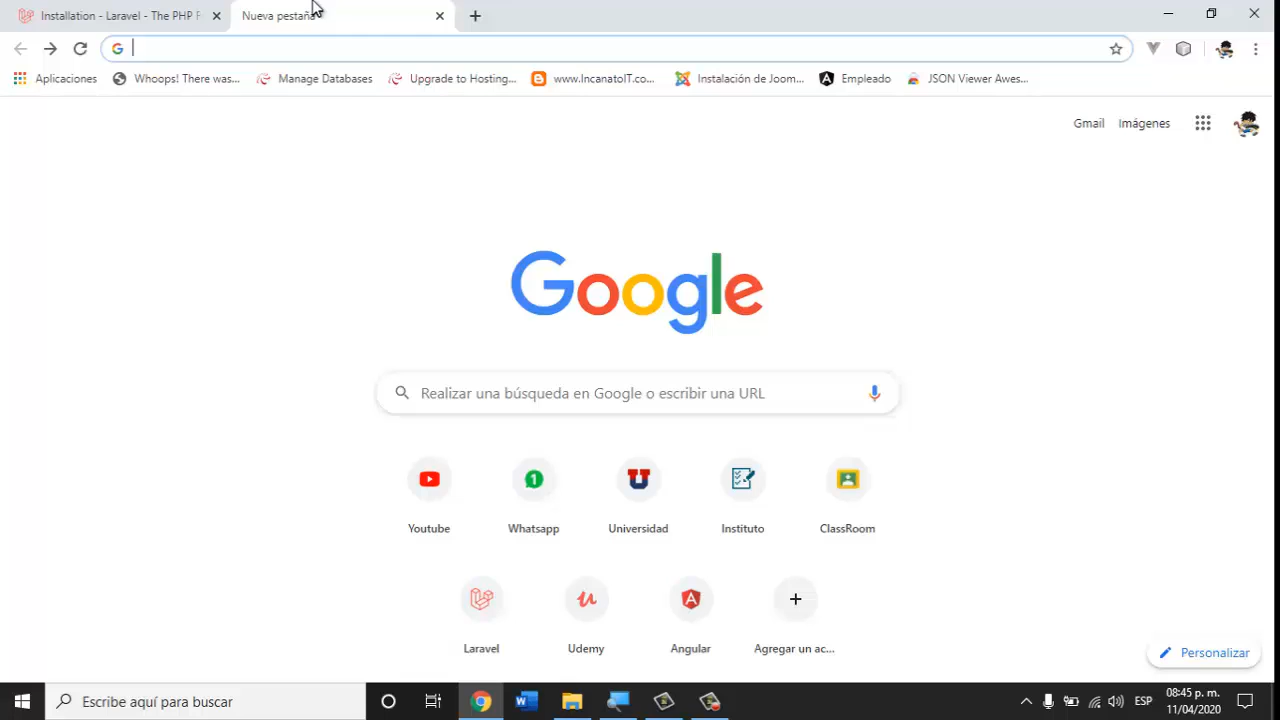 Installation - Laravel - The PHP F
Nueva pestaña
Aplicaciones
Whoops! There was...
Manage Databases
Upgrade to Hosting...
www.IncanatoIT.co...
Instalación de Joom...
Empleado
JSON Viewer Awes...
Gmail
Imágenes
Google
Realizar una búsqueda en Google o escribir una URL
Youtube
Whatsapp
Universidad
Instituto
ClassRoom
Laravel
Udemy
Angular
Agregar un ac...
Personalizar
Escribe aquí para buscar
ESP
08:45 p. m.
11/04/2020